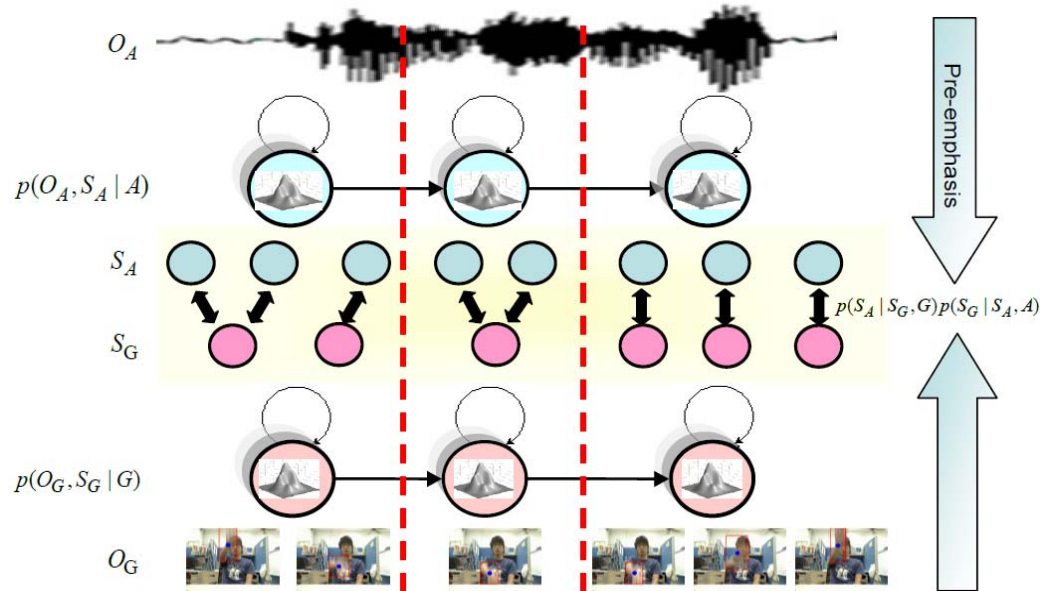 O_A
Pre-emphasis
p(O_A, S_A | A)
S_A
p(S_A | S_G, G) p(S_G | S_A, A)
S_G
p(O_G, S_G | G)
O_G